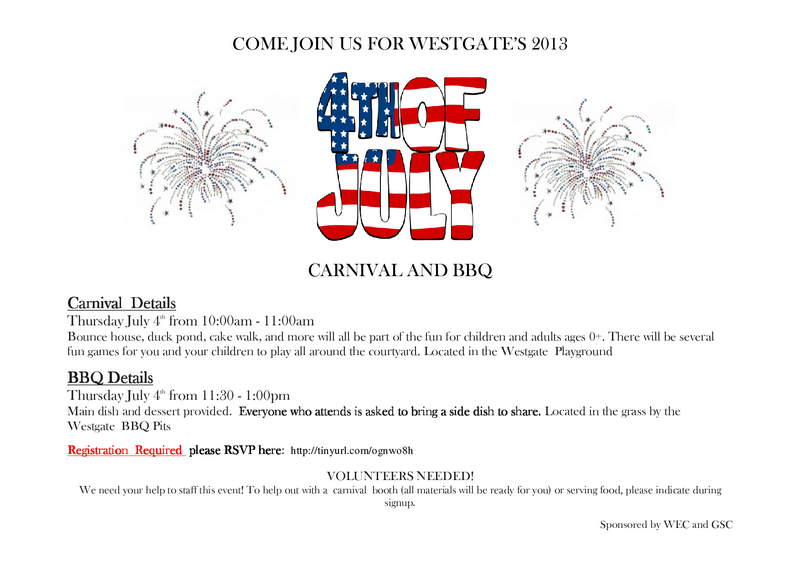 COME JOIN US FOR WESTGATE'S 2013
4TH OF
JULY
CARNIVAL AND BBQ
Carnival Details
Thursday July 4th from 10:00am - 11:00am
Bounce house, duck pond, cake walk, and more will all be part of the fun for children and adults ages 0+. There will be several
fun games for you and your children to play all around the courtyard. Located in the Westgate Playground
BBQ Details
Thursday July 4th from 11:30 - 1:00pm
Main dish and dessert provided. Everyone who attends is asked to bring a side dish to share. Located in the grass by the
Westgate BBQ Pits
Registration Required please RSVP here: http://tinyurl.com/ognwo8h
VOLUNTEERS NEEDED!
We need your help to staff this event! To help out with a carnival booth (all materials will be ready for you) or serving food, please indicate during
signup.
Sponsored by WEC and GSC